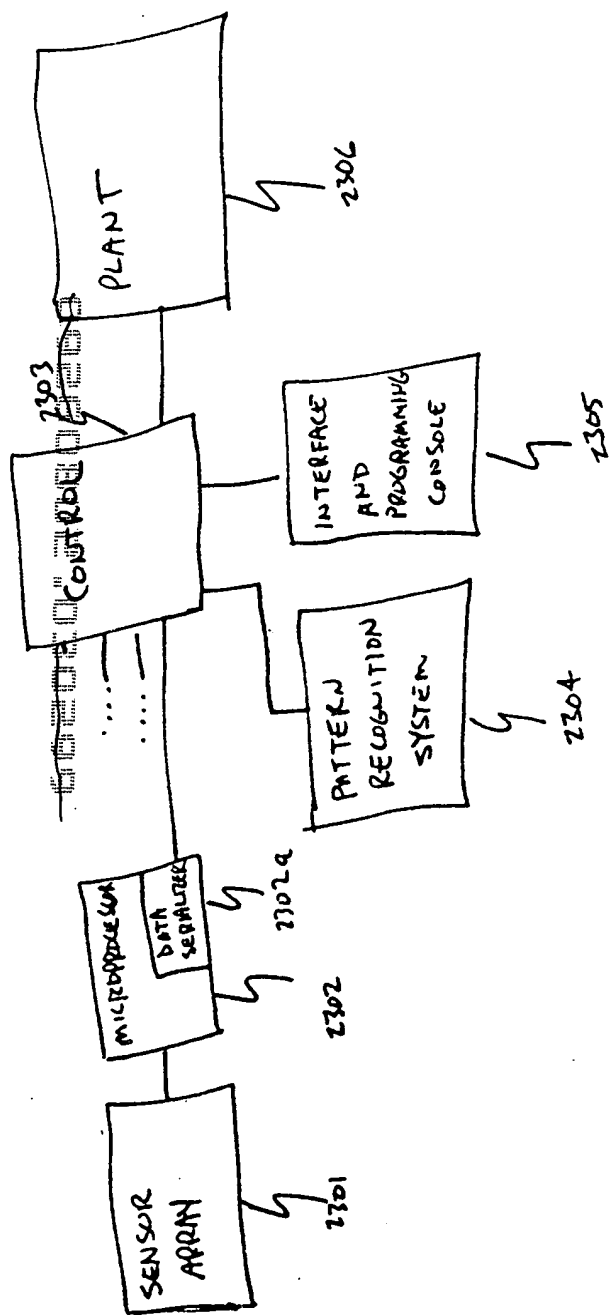 SENSOR
ARRAY
2301
MICROPROCESSOR
DATA
SERIALIZER
2302a
2302
CONTROL
2303
PATTERN
RECOGNITION
SYSTEM
2304
INTERFACE
AND
PROGRAMMING
CONSOLE
2305
PLANT
2306